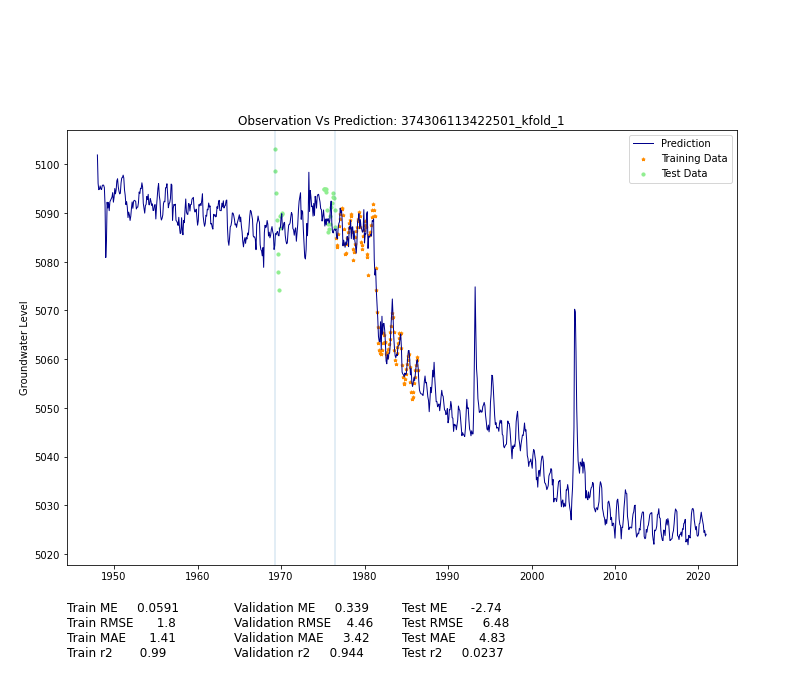 Observation Vs Prediction: 374306113422501_kfold_1
Prediction
Training Data
Test Data
Groundwater Level
5100
5090
5080
5070
5060
5050
5040
5030
5020
1950 1960 1970 1980 1990 2000 2010 2020
Train ME 0.0591 Validation ME 0.339 Test ME -2.74
Train RMSE 1.8 Validation RMSE 4.46 Test RMSE 6.48
Train MAE 1.41 Validation MAE 3.42 Test MAE 4.83
Train r2 0.99 Validation r2 0.944 Test r2 0.0237